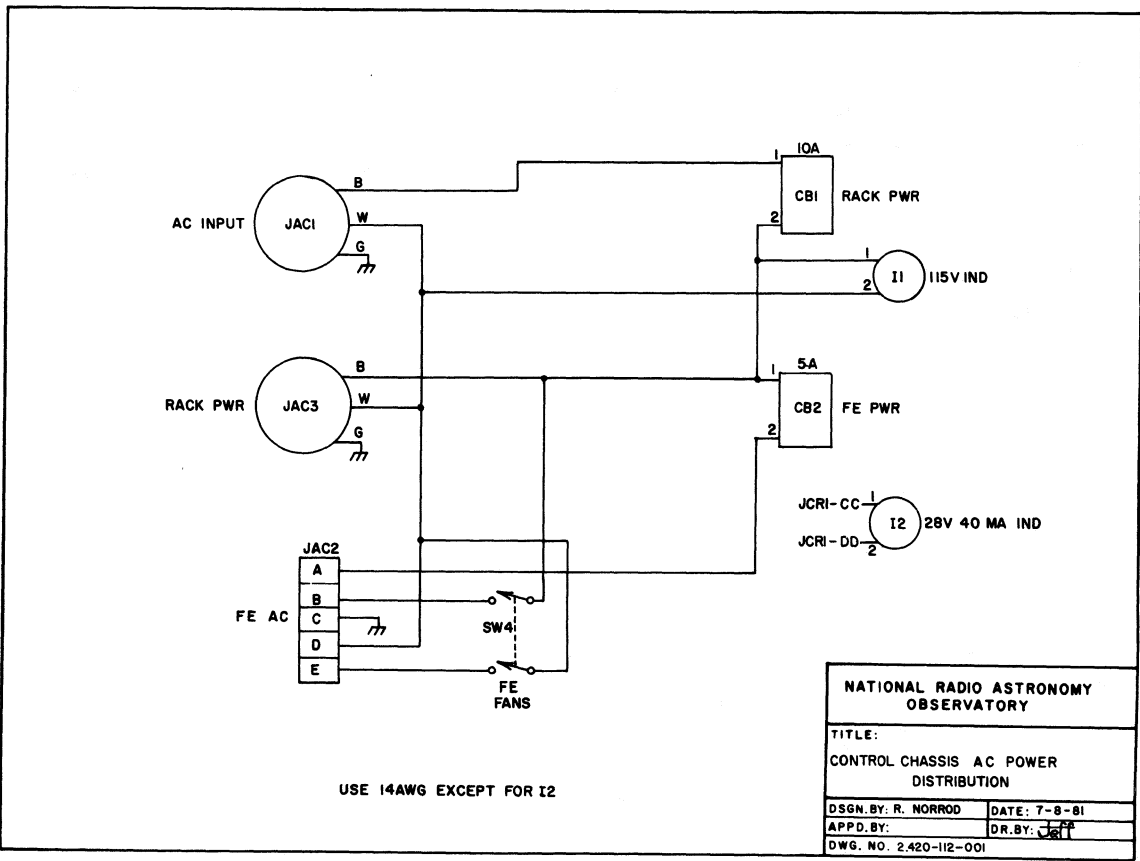 10A
1
B
CB1 RACK PWR
AC INPUT JAC1 W
2
G
1
I1 115V IND
2
B
5A
1
RACK PWR JAC3 W
CB2 FE PWR
G
2
JCR1-CC 1
I2 28V 40 MA IND
JCR1-DD 2
JAC2
A
B
FE AC C
SW4
D
E
FE
FANS
USE 14AWG EXCEPT FOR I2
NATIONAL RADIO ASTRONOMY
OBSERVATORY
TITLE:
CONTROL CHASSIS AC POWER
DISTRIBUTION
DSGN. BY: R. NORROD DATE: 7-8-81
APPD. BY: DR. BY: Jeff
DWG. NO. 2.420-112-001